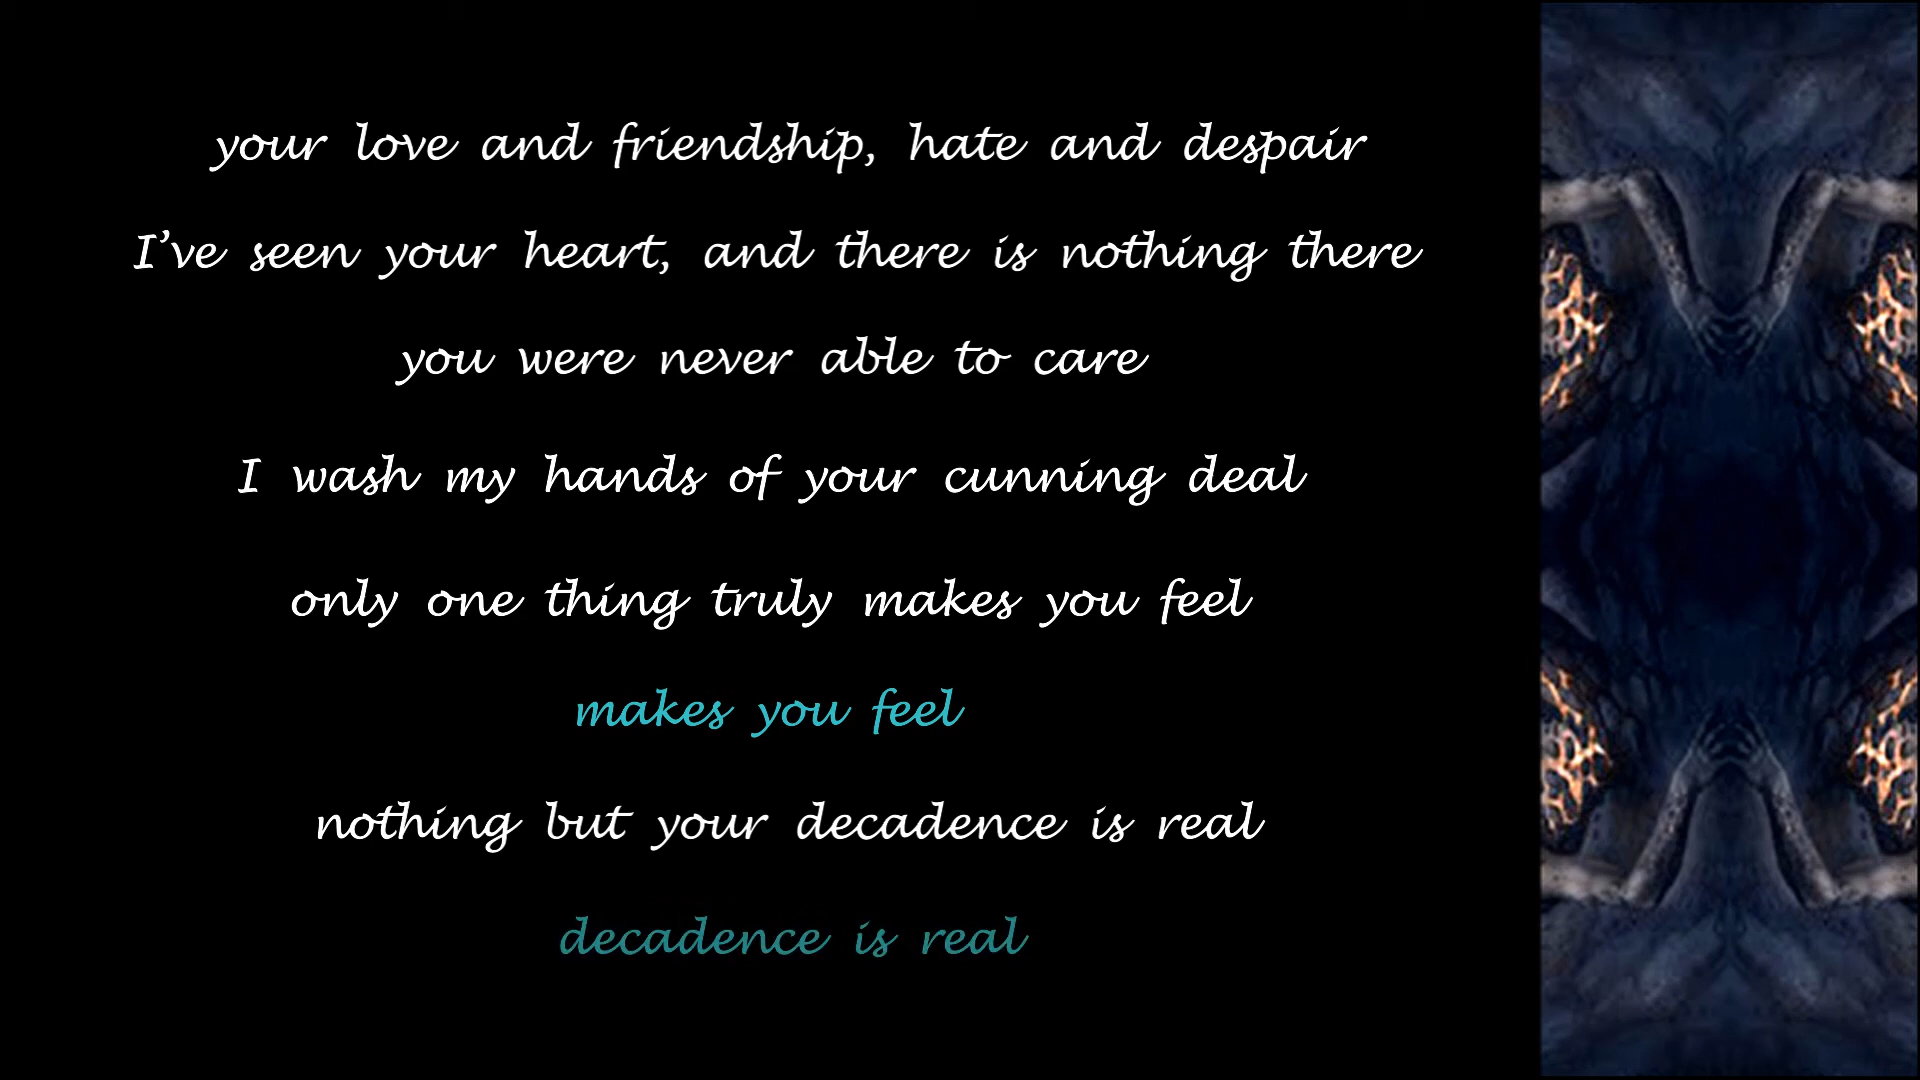 your love and friendship, hate and despair
I've seen your heart, and there is nothing there
you were never able to care
I wash my hands of your cunning deal
only one thing truly makes you feel
makes you feel
nothing but your decadence is real
decadence is real